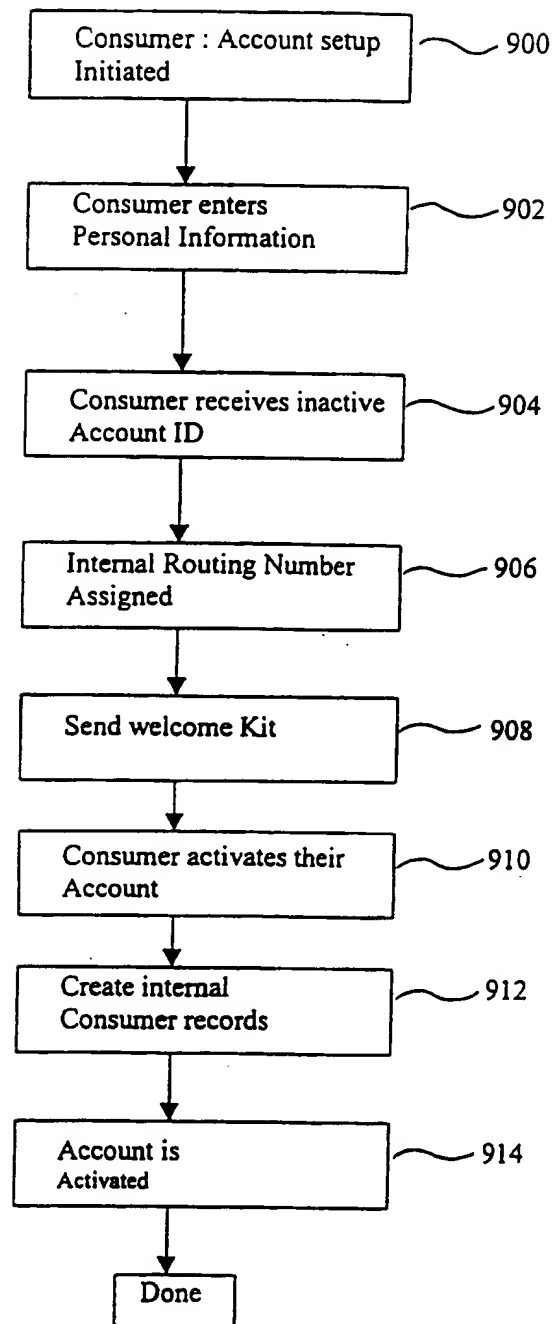 Consumer : Account setup
Initiated
900
Consumer enters
Personal Information
902
Consumer receives inactive
Account ID
904
Internal Routing Number
Assigned
906
Send welcome Kit
908
Consumer activates their
Account
910
Create internal
Consumer records
912
Account is
Activated
914
Done